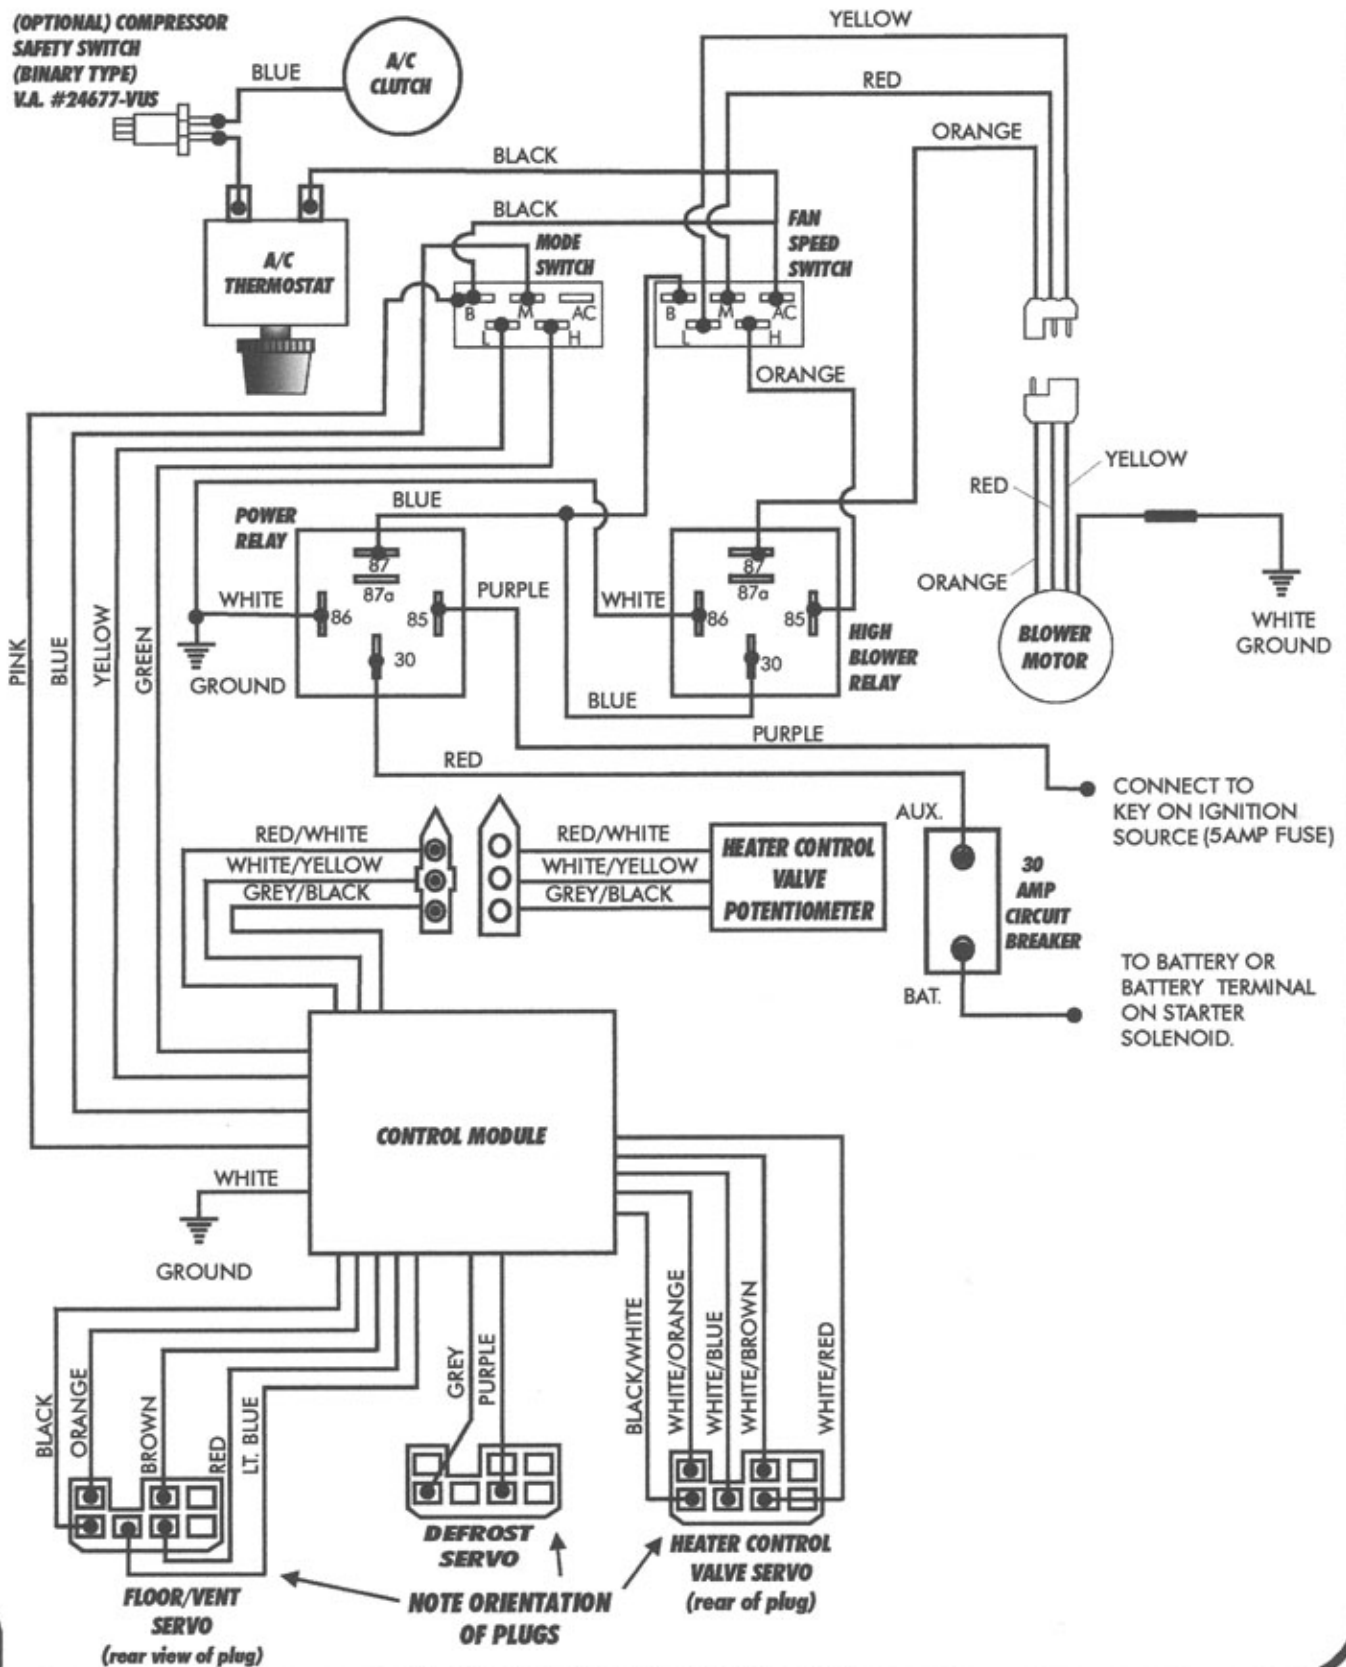 (OPTIONAL) COMPRESSOR
SAFETY SWITCH
(BINARY TYPE)
V.A. #24677-VUS
BLUE
A/C
CLUTCH
YELLOW
RED
ORANGE
BLACK
BLACK
A/C
THERMOSTAT
MODE
SWITCH
B
M
AC
L
H
FAN
SPEED
SWITCH
B
M
AC
L
H
ORANGE
YELLOW
RED
ORANGE
BLOWER
MOTOR
WHITE
GROUND
PINK
BLUE
YELLOW
GREEN
POWER
RELAY
BLUE
87
87a
86
85
30
WHITE
GROUND
PURPLE
WHITE
87
87a
86
85
30
HIGH
BLOWER
RELAY
BLUE
PURPLE
RED
CONNECT TO
KEY ON IGNITION
SOURCE (5AMP FUSE)
AUX.
30
AMP
CIRCUIT
BREAKER
BAT.
TO BATTERY OR
BATTERY TERMINAL
ON STARTER
SOLENOID.
RED/WHITE
WHITE/YELLOW
GREY/BLACK
RED/WHITE
WHITE/YELLOW
GREY/BLACK
HEATER CONTROL
VALVE
POTENTIOMETER
CONTROL MODULE
WHITE
GROUND
BLACK
ORANGE
BROWN
RED
LT. BLUE
GREY
PURPLE
BLACK/WHITE
WHITE/ORANGE
WHITE/BLUE
WHITE/BROWN
WHITE/RED
FLOOR/VENT
SERVO
(rear view of plug)
DEFROST
SERVO
NOTE ORIENTATION
OF PLUGS
HEATER CONTROL
VALVE SERVO
(rear of plug)